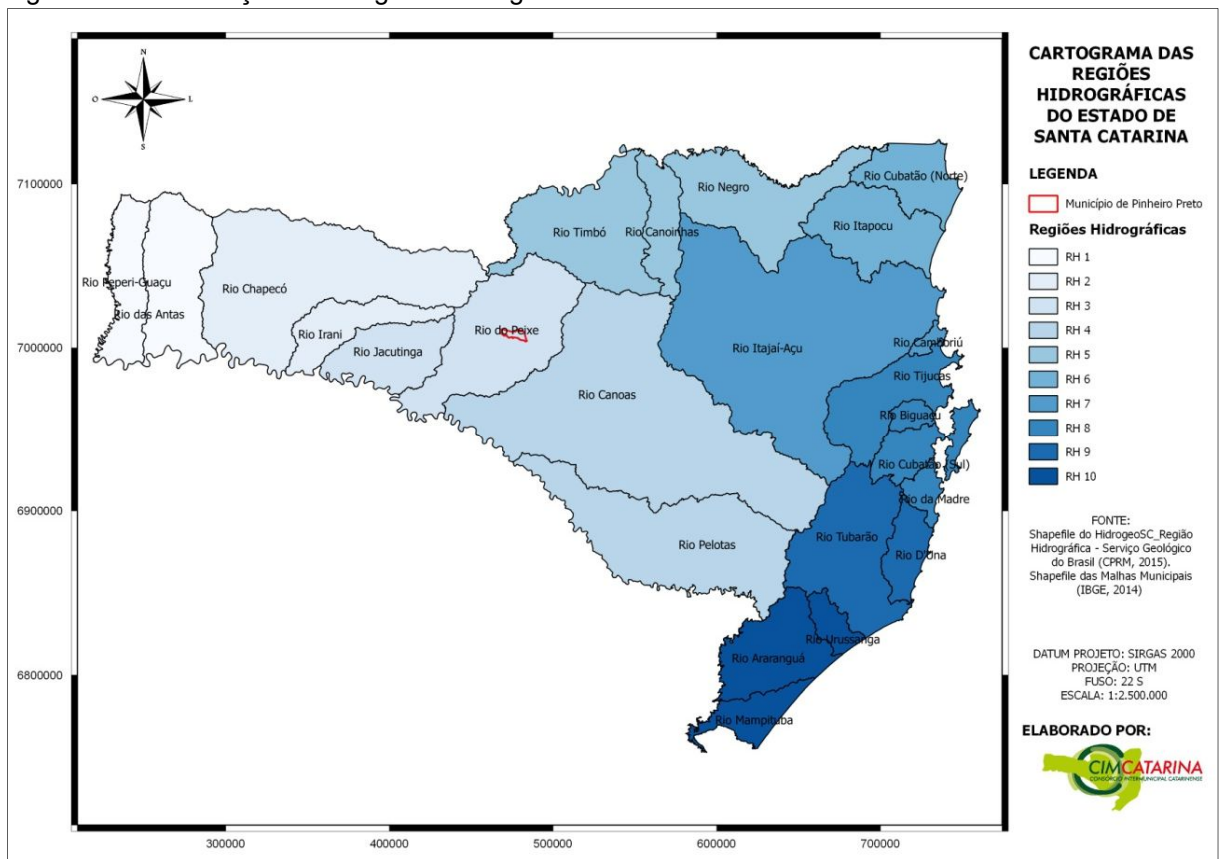 CARTOGRAMA DAS
REGIÕES
HIDROGRÁFICAS
DO ESTADO DE
SANTA CATARINA
LEGENDA
Município de Pinheiro Preto
Regiões Hidrográficas
RH 1
RH 2
RH 3
RH 4
RH 5
RH 6
RH 7
RH 8
RH 9
RH 10
FONTE:
Shapefile do HidrogeoSC_Região
Hidrográfica - Serviço Geológico
do Brasil (CPRM, 2015).
Shapefile das Malhas Municipais
(IBGE, 2014)
DATUM PROJETO: SIRGAS 2000
PROJEÇÃO: UTM
FUSO: 22 S
ESCALA: 1:2.500.000
ELABORADO POR:
CIMCATARINA
CONSÓRCIO INTERMUNICIPAL CATARINENSE
N
O
L
S
7100000
7000000
6900000
6800000
300000
400000
500000
600000
700000
Rio Cubatão (Norte)
Rio Negro
Rio Itapocu
Rio Timbó
Rio Canoinhas
Rio Peperi-Guaçu
Rio Chapecó
Rio das Antas
Rio Irani
Rio do Peixe
Rio Jacutinga
Rio Itajaí-Açu
Rio Camboriú
Rio Tijucas
Rio Canoas
Rio Biguaçu
Rio Cubatão (Sul)
Rio da Madre
Rio Tubarão
Rio Pelotas
Rio D'Una
Rio Urussanga
Rio Araranguá
Rio Mampituba